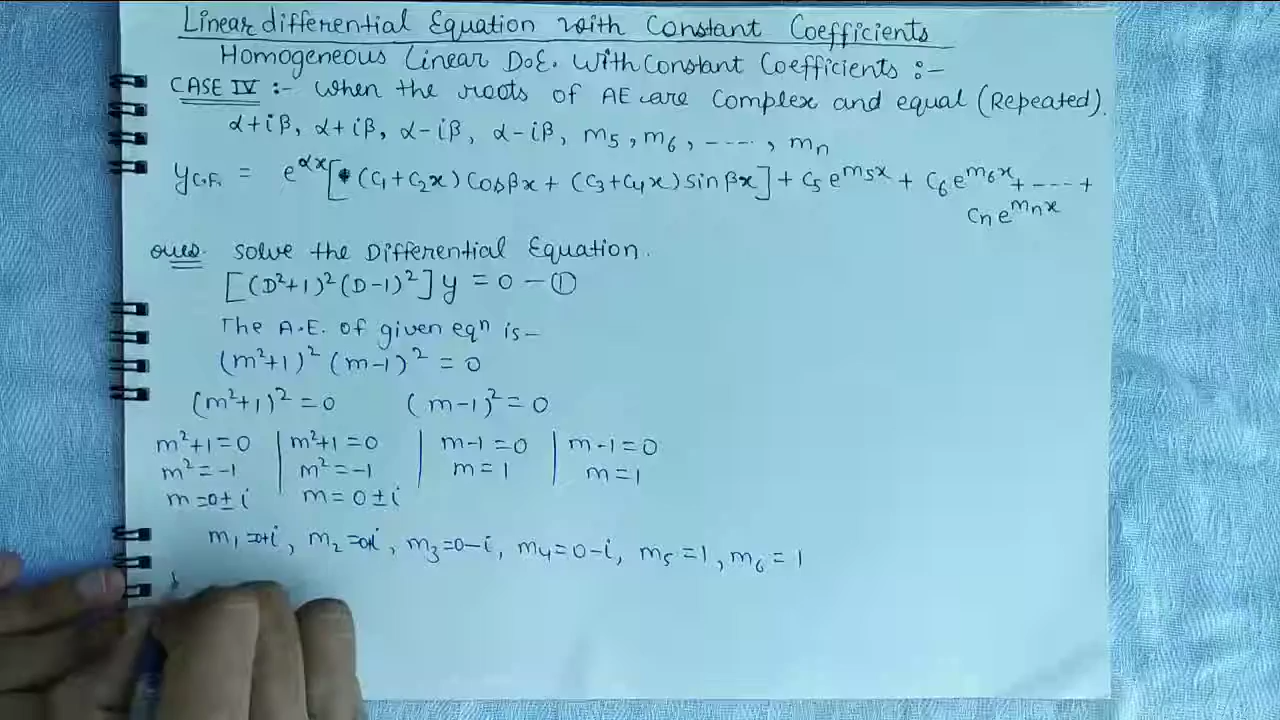 Linear differential Equation with Constant Coefficients
Homogeneous Linear D.E. with Constant Coefficients :-
CASE IV :- When the roots of AE are Complex and equal (Repeated).
α+iβ, α+iβ, α-iβ, α-iβ, m₅, m₆, ----, mₙ
y_C.F. = e^αx [(C₁+C₂x) Cosβx + (C₃+C₄x) sinβx] + C₅e^m₅x + C₆e^m₆x + ---- +
Cₙe^mₙx
Ques. Solve the Differential Equation.
[(D²+1)² (D-1)²] y = 0 - ①
The A.E. of given eqⁿ is -
(m²+1)² (m-1)² = 0
(m²+1)² = 0 (m-1)² = 0
m²+1=0 | m²+1=0 | m-1=0 | m-1=0
m²=-1 | m²=-1 | m=1 | m=1
m=0±i m=0±i
m₁=0+i, m₂=0+i, m₃=0-i, m₄=0-i, m₅=1, m₆=1